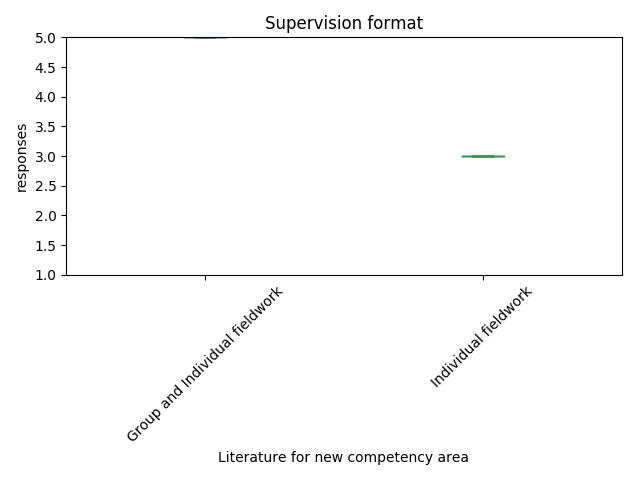 Supervision format
5.0
4.5
4.0
3.5
3.0
2.5
2.0
1.5
1.0
responses
Group and Individual fieldwork
Individual fieldwork
Literature for new competency area